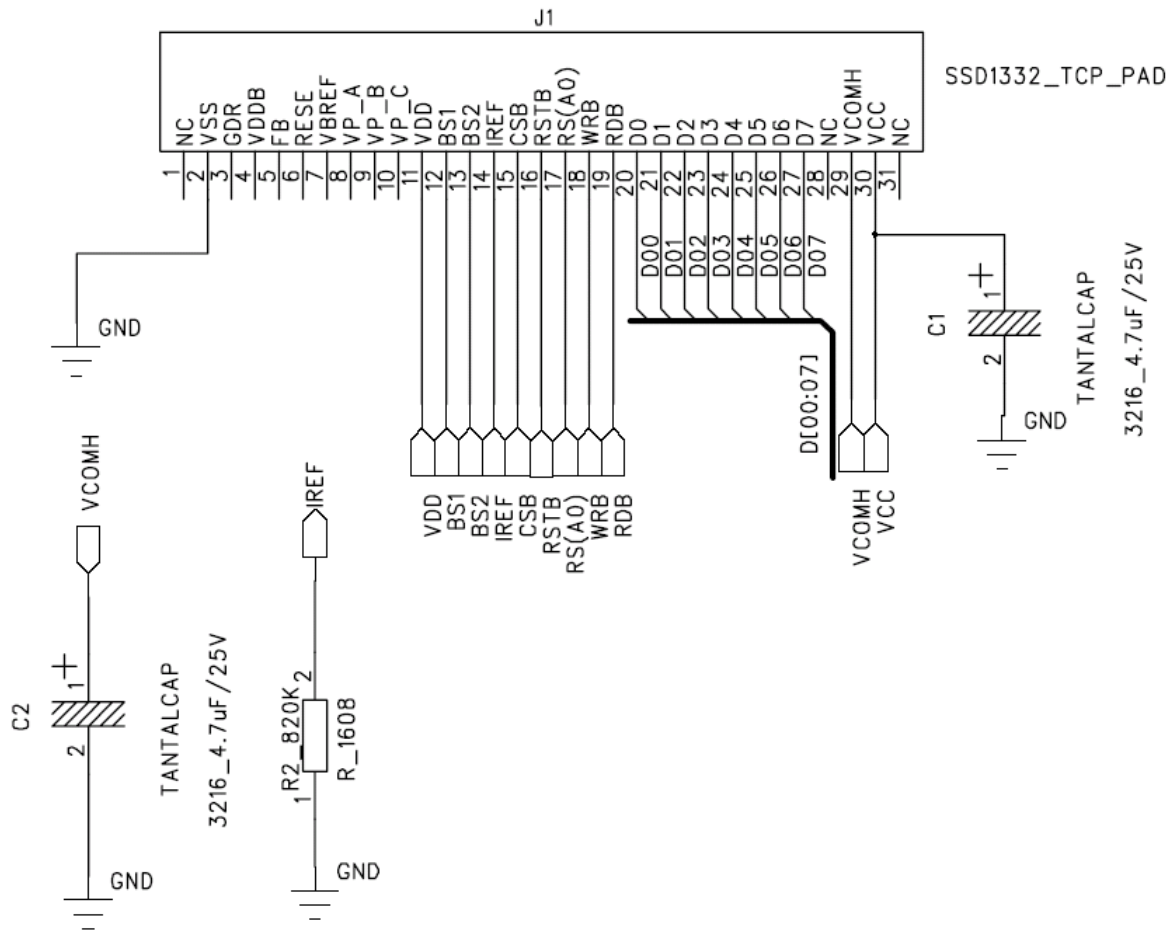 J1
SSD1332_TCP_PAD
NC
VSS
GDR
VDDB
FB
RESE
VBREF
VP_A
VP_B
VP_C
VDD
BS1
BS2
IREF
CSB
RSTB
RS(A0)
WRB
RDB
D0
D1
D2
D3
D4
D5
D6
D7
NC
VCOMH
VCC
NC
1
2
3
4
5
6
7
8
9
10
11
12
13
14
15
16
17
18
19
20
21
22
23
24
25
26
27
28
29
30
31
D00
D01
D02
D03
D04
D05
D06
D07
D[00:07]
GND
+
1
2
C1
TANTALCAP
3216_4.7uF/25V
GND
VDD
BS1
BS2
IREF
CSB
RSTB
RS(A0)
WRB
RDB
VCOMH
VCC
VCOMH
+
1
2
C2
TANTALCAP
3216_4.7uF/25V
GND
IREF
2
1
R2_820K
R_1608
GND